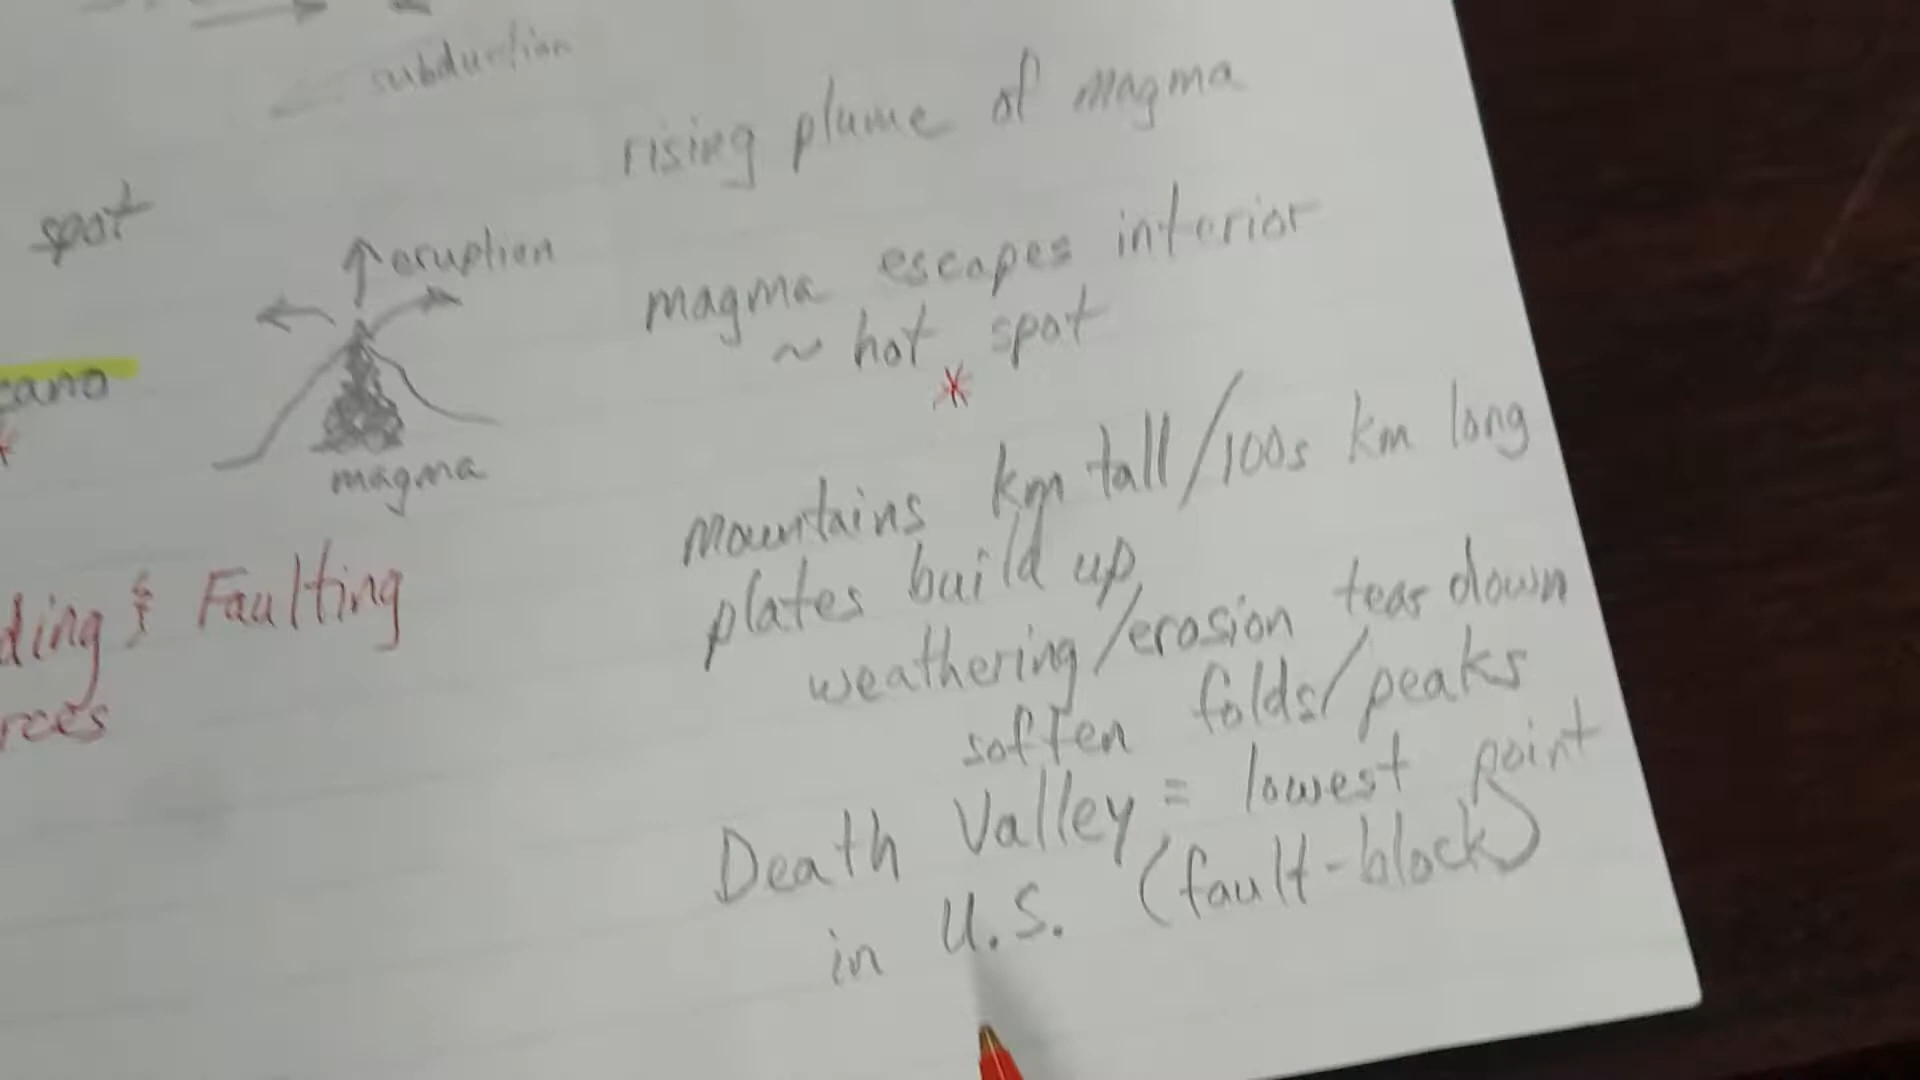 subduction
rising plume of magma
spot
↑ eruption
magma escapes interior
~ hot spot
*
cano
*
magma
mountains km tall/100s km long
plates build up,
weathering/erosion tear down
soften folds/peaks
ding & Faulting
rces
Death Valley = lowest point
in U.S. (fault-block)